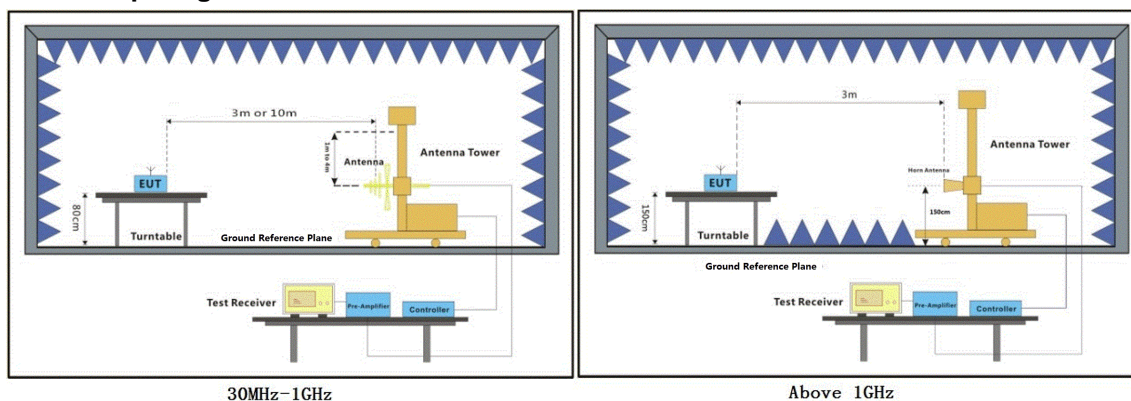 3m or 10m
1m to 4m
Antenna
Antenna Tower
EUT
80cm
Turntable
Ground Reference Plane
Test Receiver
Pre-Amplifier
Controller
30MHz-1GHz
3m
Antenna Tower
Horn Antenna
EUT
150cm
150cm
Turntable
Ground Reference Plane
Test Receiver
Pre-Amplifier
Controller
Above 1GHz